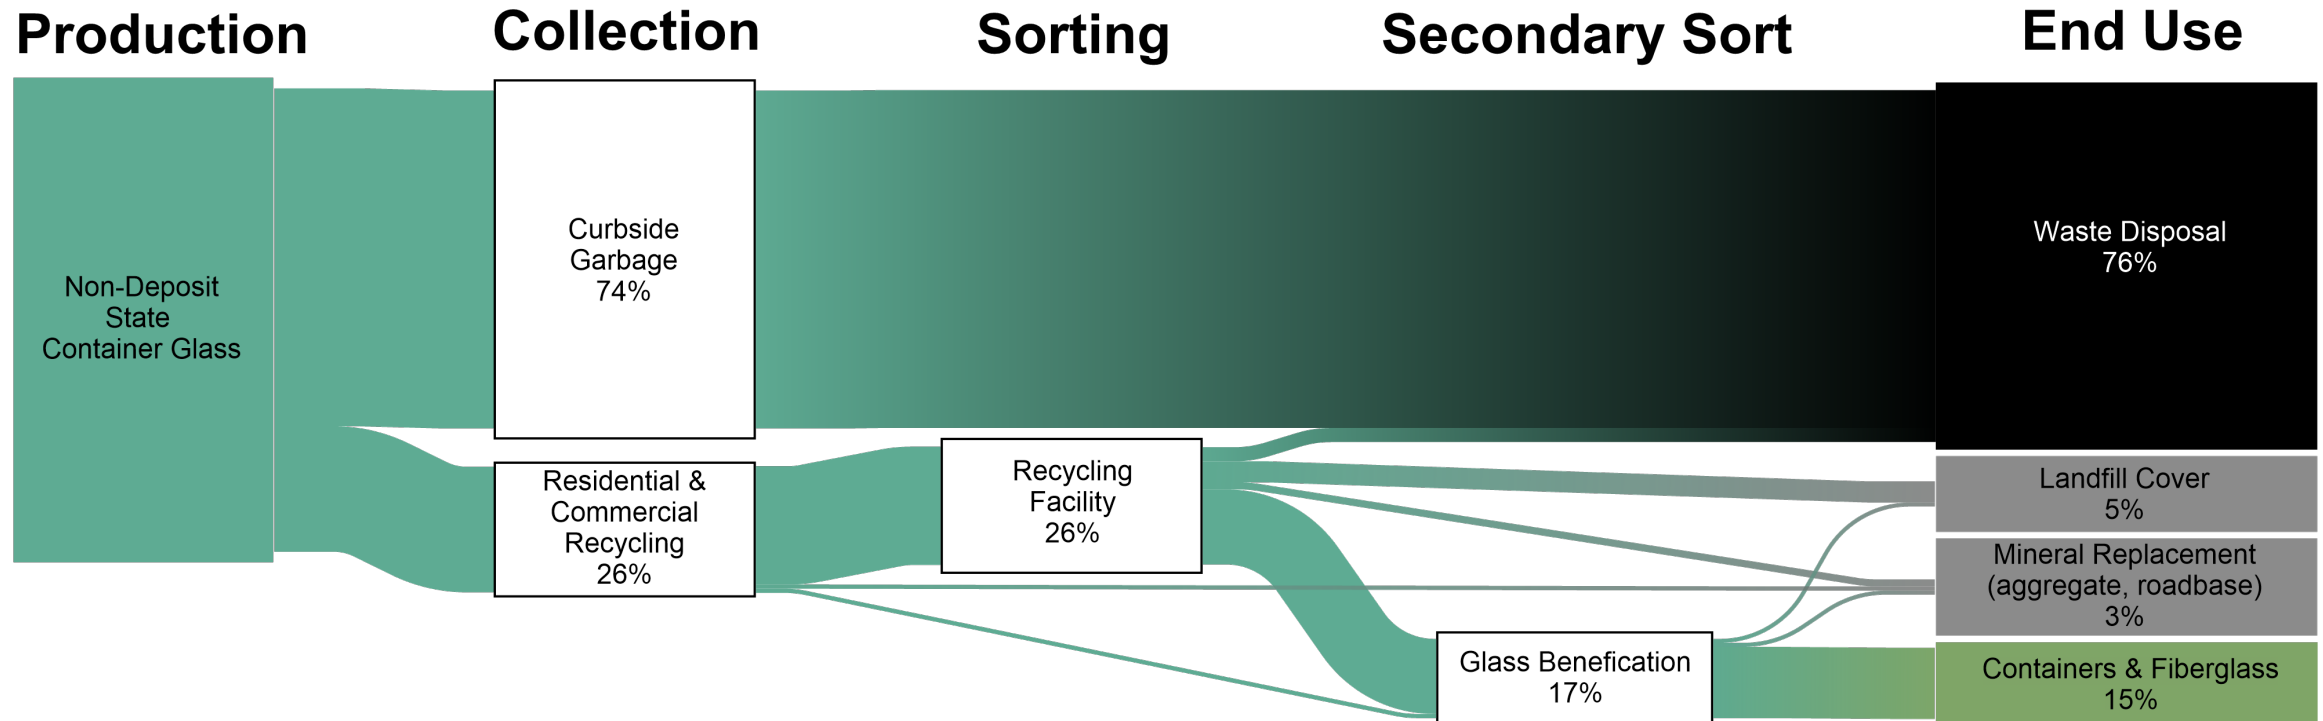 Production
Collection
Sorting
Secondary Sort
End Use
Non-Deposit
State
Container Glass
Curbside
Garbage
74%
Residential &
Commercial
Recycling
26%
Recycling
Facility
26%
Glass Benefication
17%
Waste Disposal
76%
Landfill Cover
5%
Mineral Replacement
(aggregate, roadbase)
3%
Containers & Fiberglass
15%